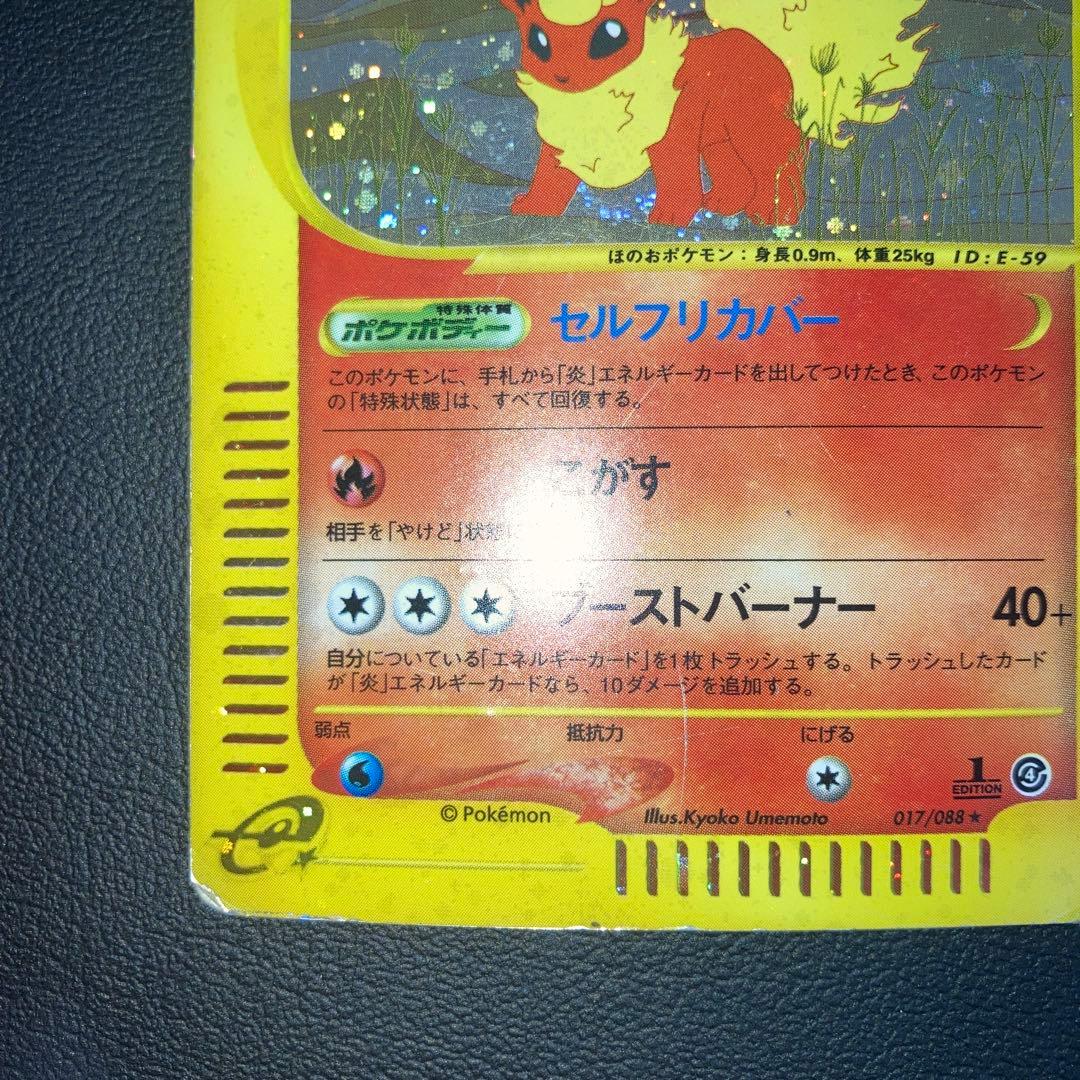 ほのおポケモン：身長0.9m、体重25kg ID:E-59
特殊体質
ポケボディー セルフリカバー
このポケモンに、手札から「炎」エネルギーカードを出してつけたとき、このポケモン
の「特殊状態」は、すべて回復する。
こがす
相手を「やけど」状態に
ブーストバーナー 40+
自分についている「エネルギーカード」を1枚トラッシュする。トラッシュしたカード
が「炎」エネルギーカードなら、10ダメージを追加する。
弱点 抵抗力 にげる
1
EDITION
4
© Pokémon Illus.Kyoko Umemoto 017/088★
e